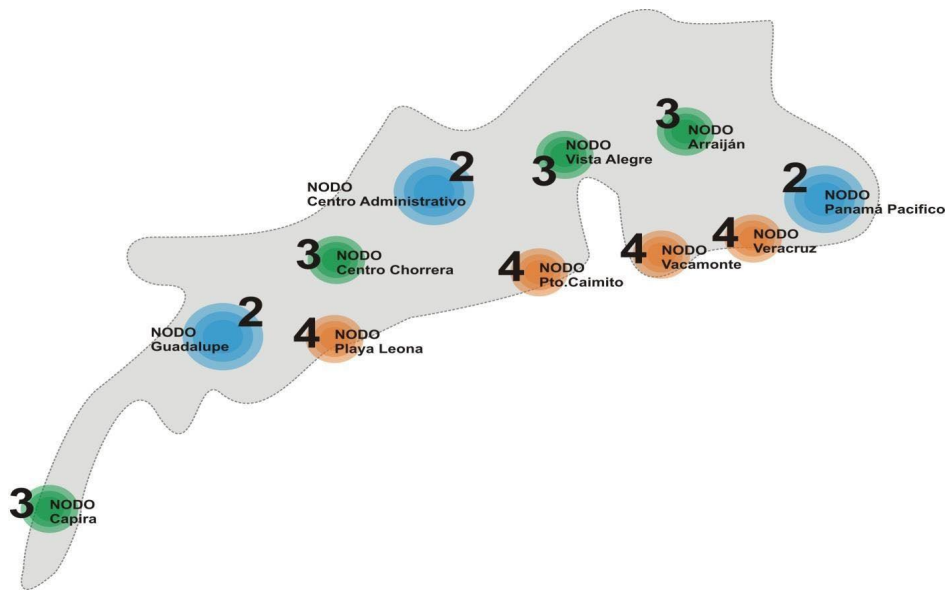 3
NODO
Arraiján
3
NODO
Vista Alegre
2
NODO
Centro Administrativo
2
NODO
Panamá Pacifico
3
NODO
Centro Chorrera
4
NODO
Pto.Caimito
4
NODO
Vacamonte
4
NODO
Veracruz
2
NODO
Guadalupe
4
NODO
Playa Leona
3
NODO
Capira